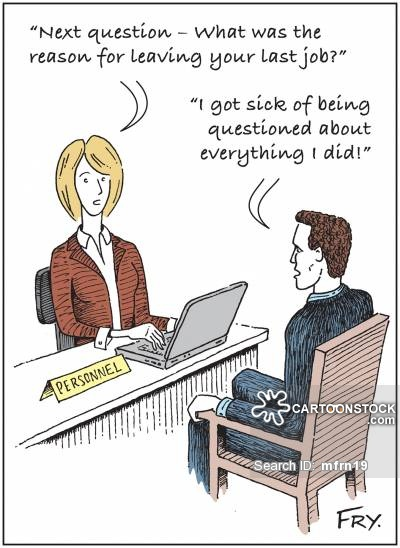 “Next question – What was the
reason for leaving your last job?”
“I got sick of being
questioned about
everything I did!”
PERSONNEL
CARTOONSTOCK
.com
Search ID: mfrn19
FRY.